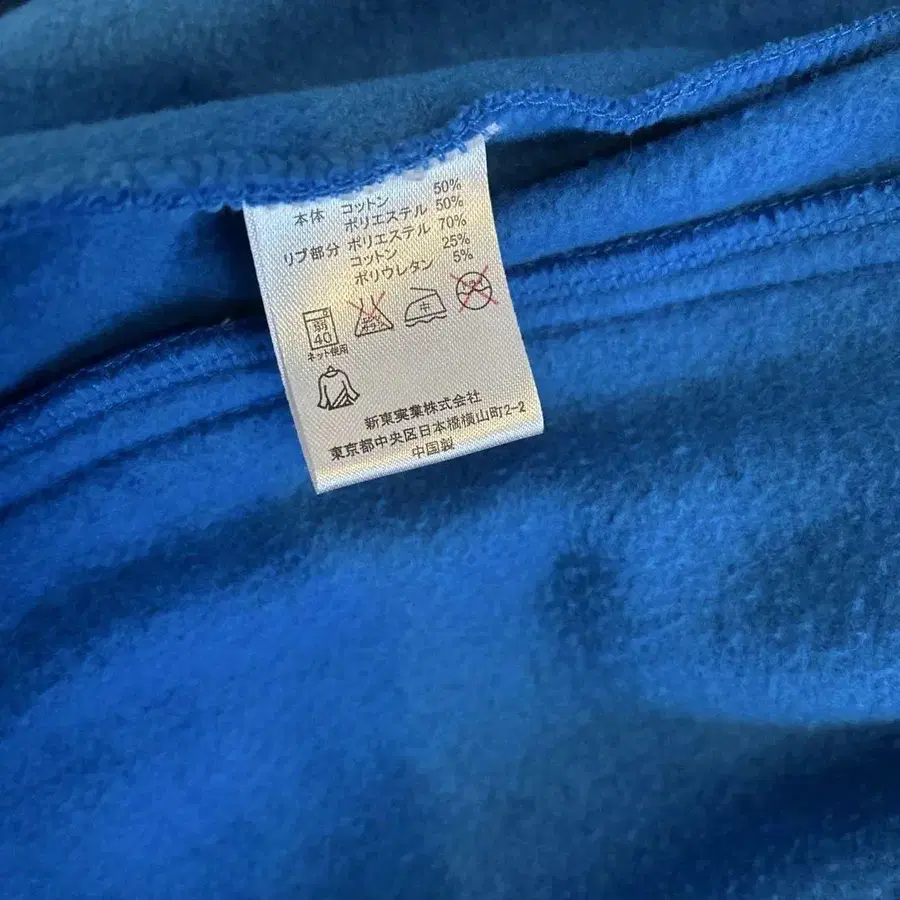 本体 コットン 50%
ポリエステル 50%
リブ部分 ポリエステル 70%
コットン 25%
ポリウレタン 5%
弱
40
中
ネット使用
新東実業株式会社
東京都中央区日本橋横山町2-2
中国製